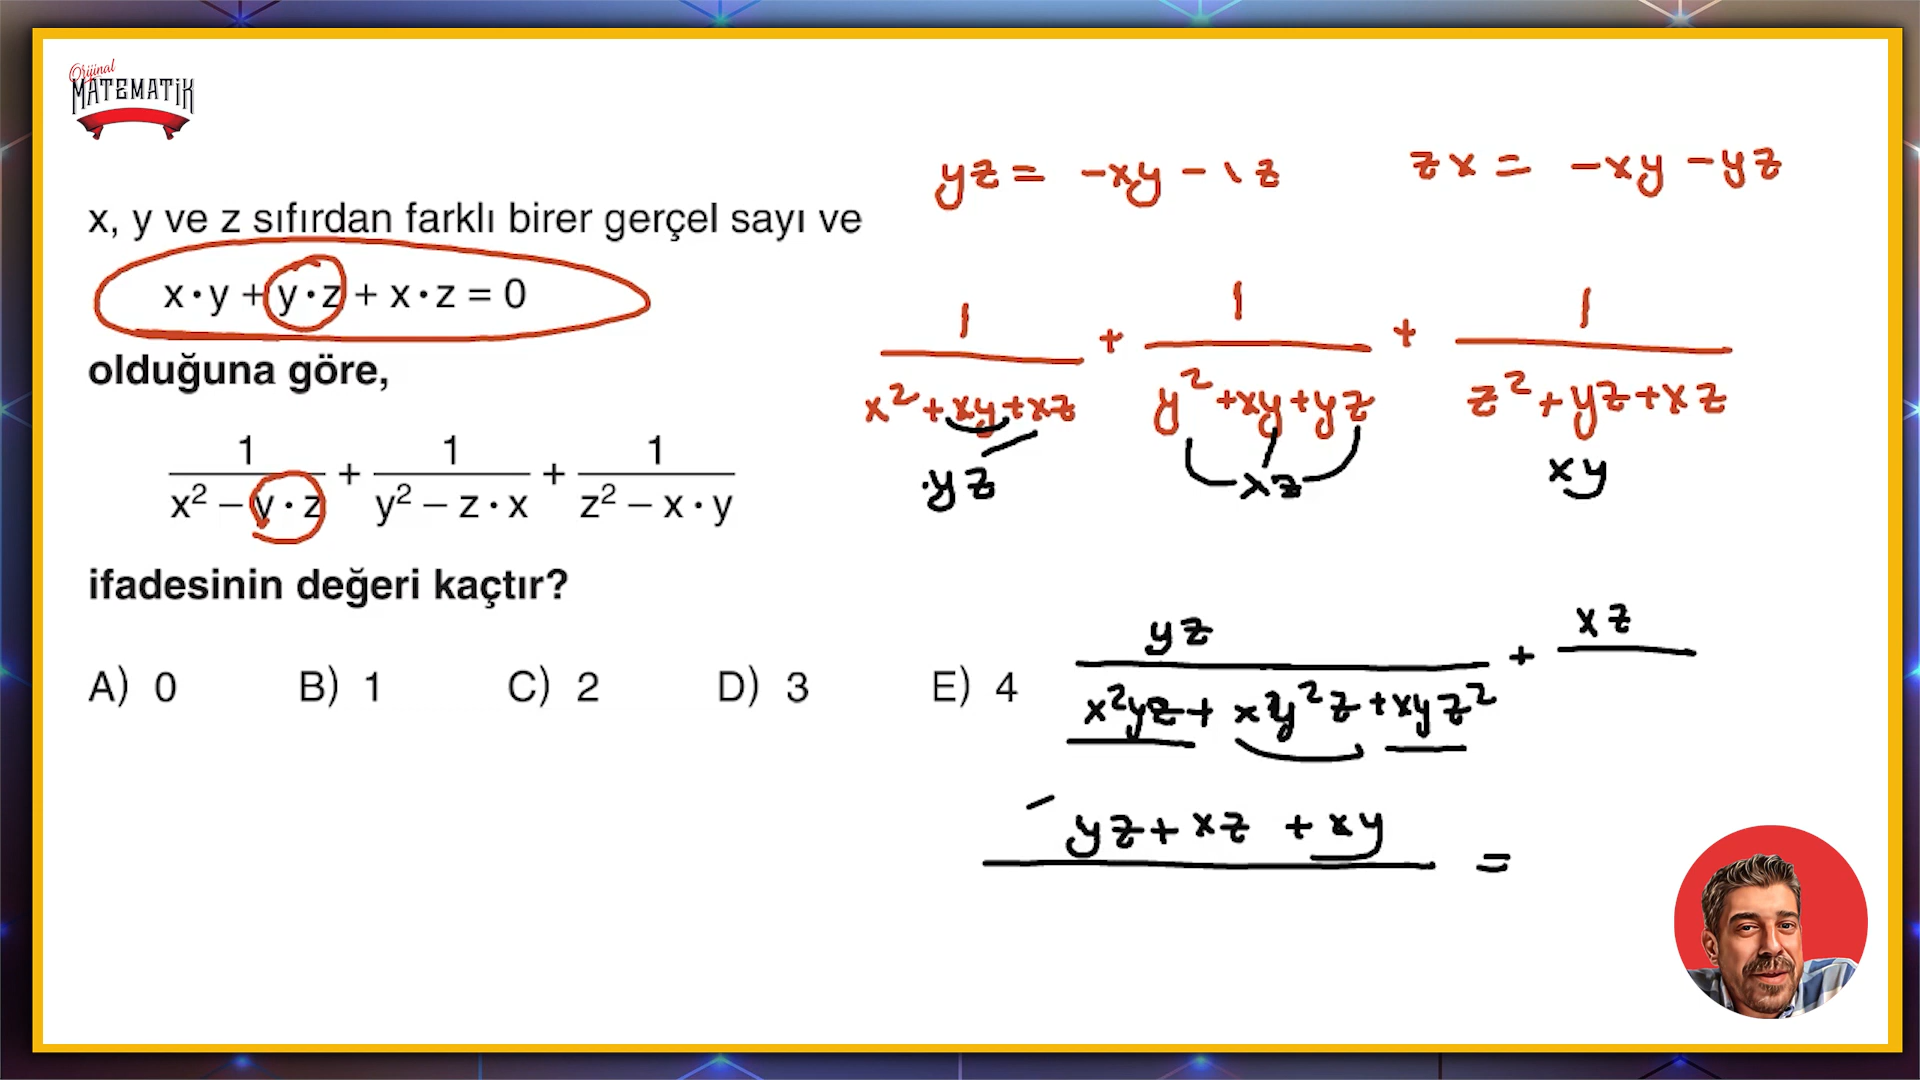 Orijinal
MATEMATİK
x, y ve z sıfırdan farklı birer gerçel sayı ve
x·y + y·z + x·z = 0
olduğuna göre,
1/(x² – y·z) + 1/(y² – z·x) + 1/(z² – x·y)
ifadesinin değeri kaçtır?
A) 0 B) 1 C) 2 D) 3 E) 4
yz = -xy - xz zx = -xy - yz
1/(x²+xy+xz) + 1/(y²+xy+yz) + 1/(z²+yz+xz)
·yz xz xy
yz/(x²yz + xy²z + xyz²) + xz
yz + xz + xy =